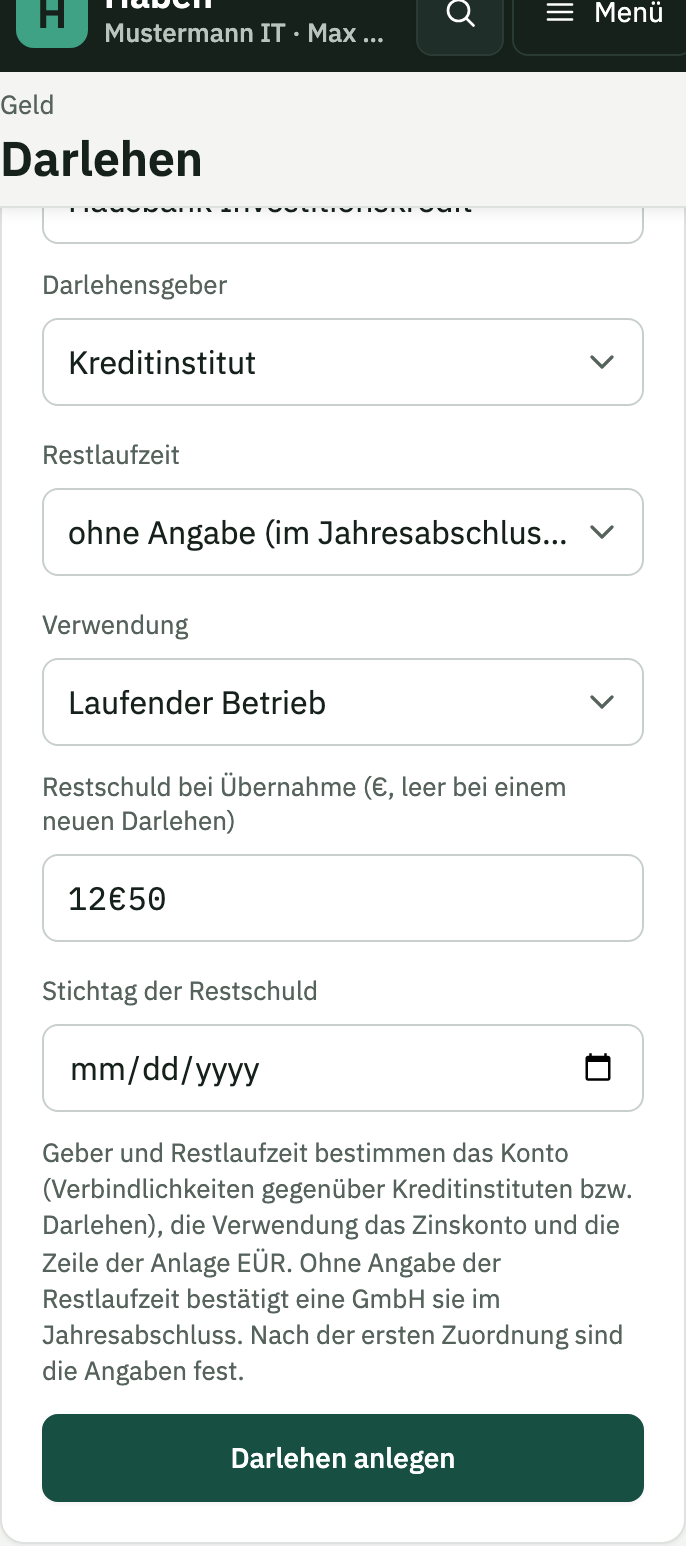 H
Haben
Mustermann IT · Max ...
Menü
Geld
Darlehen
Hausbank Investitionskredit
Darlehensgeber
Kreditinstitut
Restlaufzeit
ohne Angabe (im Jahresabschlus...
Verwendung
Laufender Betrieb
Restschuld bei Übernahme (€, leer bei einem
neuen Darlehen)
12€50
Stichtag der Restschuld
mm/dd/yyyy
Geber und Restlaufzeit bestimmen das Konto
(Verbindlichkeiten gegenüber Kreditinstituten bzw.
Darlehen), die Verwendung das Zinskonto und die
Zeile der Anlage EÜR. Ohne Angabe der
Restlaufzeit bestätigt eine GmbH sie im
Jahresabschluss. Nach der ersten Zuordnung sind
die Angaben fest.
Darlehen anlegen